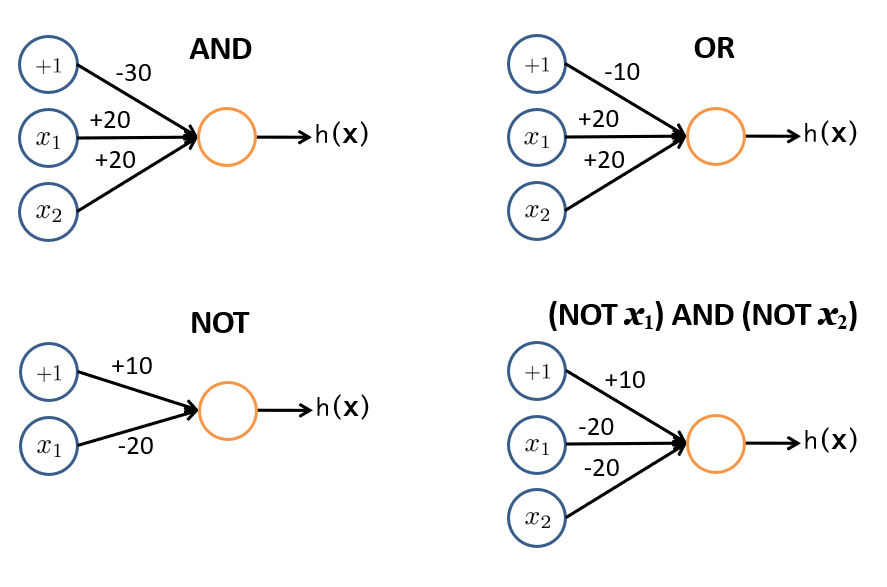 AND
+1
-30
x₁
+20
h(x)
+20
x₂
OR
+1
-10
x₁
+20
h(x)
+20
x₂
NOT
+1
+10
h(x)
x₁
-20
(NOT x₁) AND (NOT x₂)
+1
+10
x₁
-20
h(x)
-20
x₂